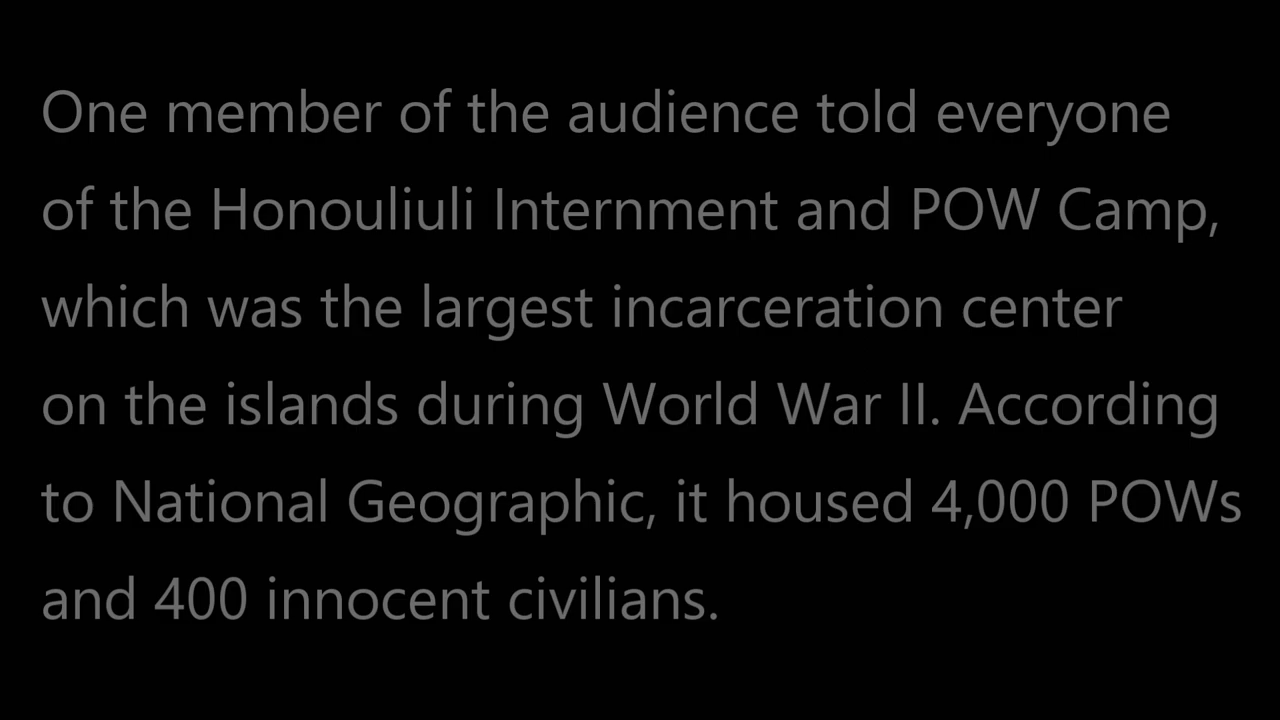 One member of the audience told everyone
of the Honouliuli Internment and POW Camp,
which was the largest incarceration center
on the islands during World War II. According
to National Geographic, it housed 4,000 POWs
and 400 innocent civilians.